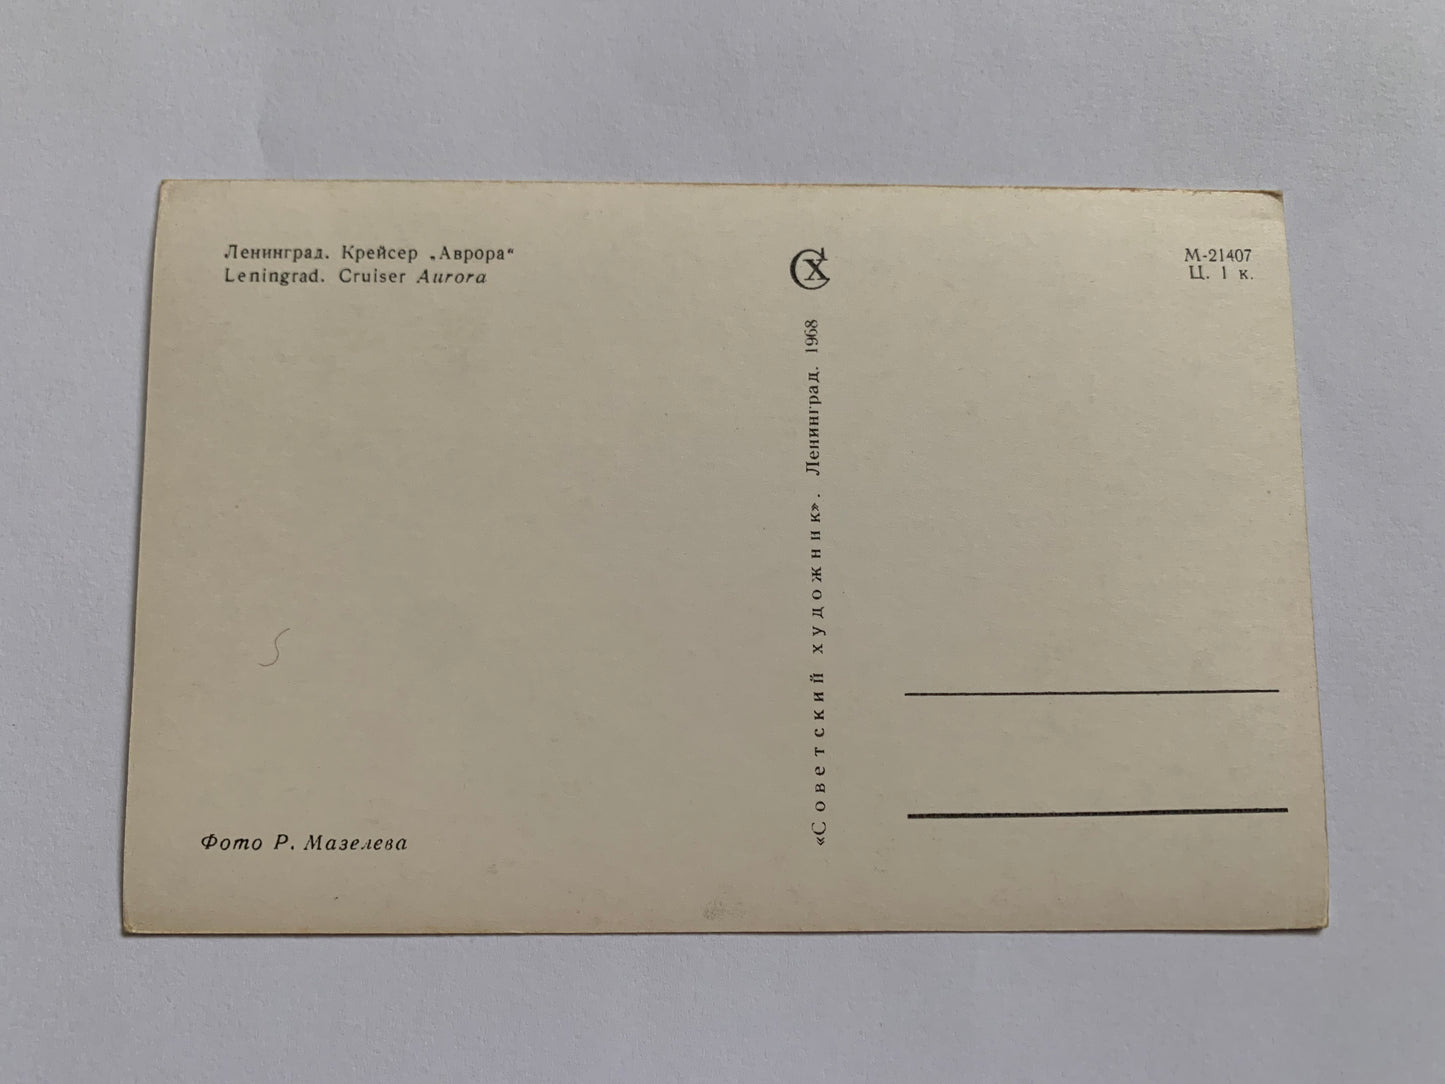 Ленинград. Крейсер „Аврора“
Leningrad. Cruiser Aurora
Фото Р. Мазелева
СХ
«Советский художник». Ленинград. 1968
М-21407
Ц. 1 к.